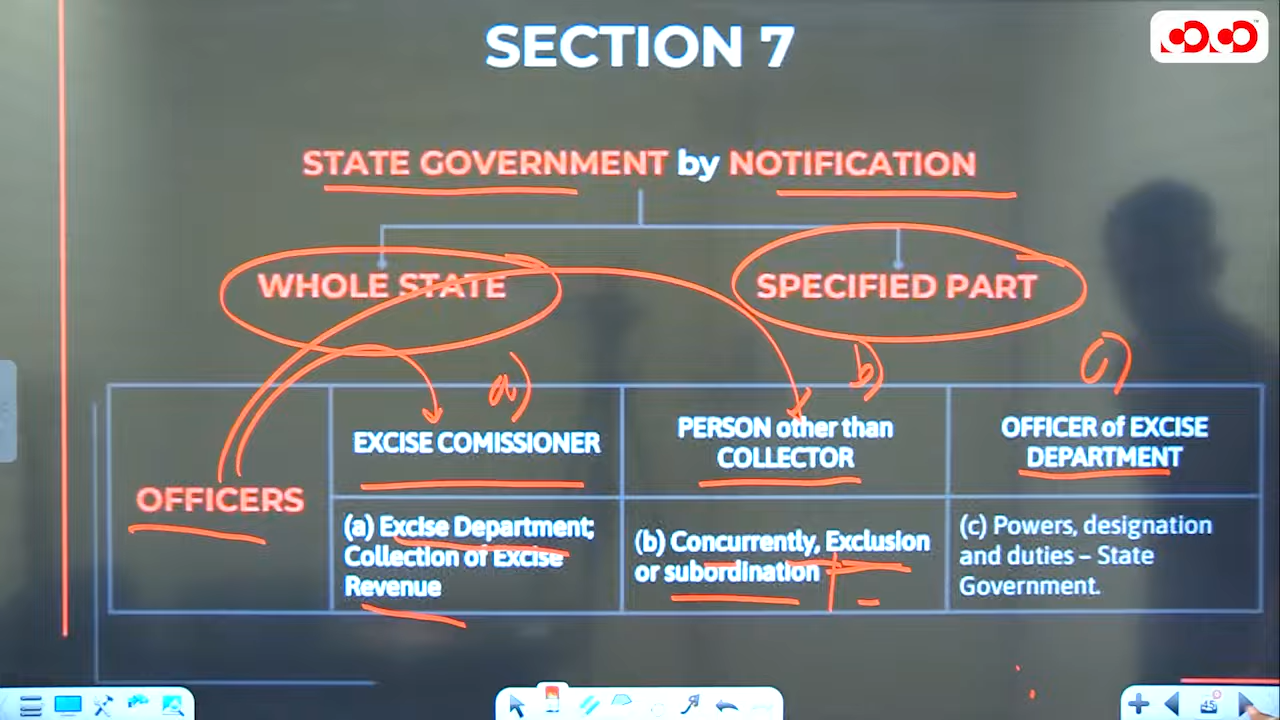 SECTION 7
STATE GOVERNMENT by NOTIFICATION
WHOLE STATE
SPECIFIED PART
a)
b)
c)
OFFICERS
EXCISE COMISSIONER
PERSON other than
COLLECTOR
OFFICER of EXCISE
DEPARTMENT
(a) Excise Department;
Collection of Excise
Revenue
(b) Concurrently, Exclusion
or subordination
(c) Powers, designation
and duties – State
Government.
45